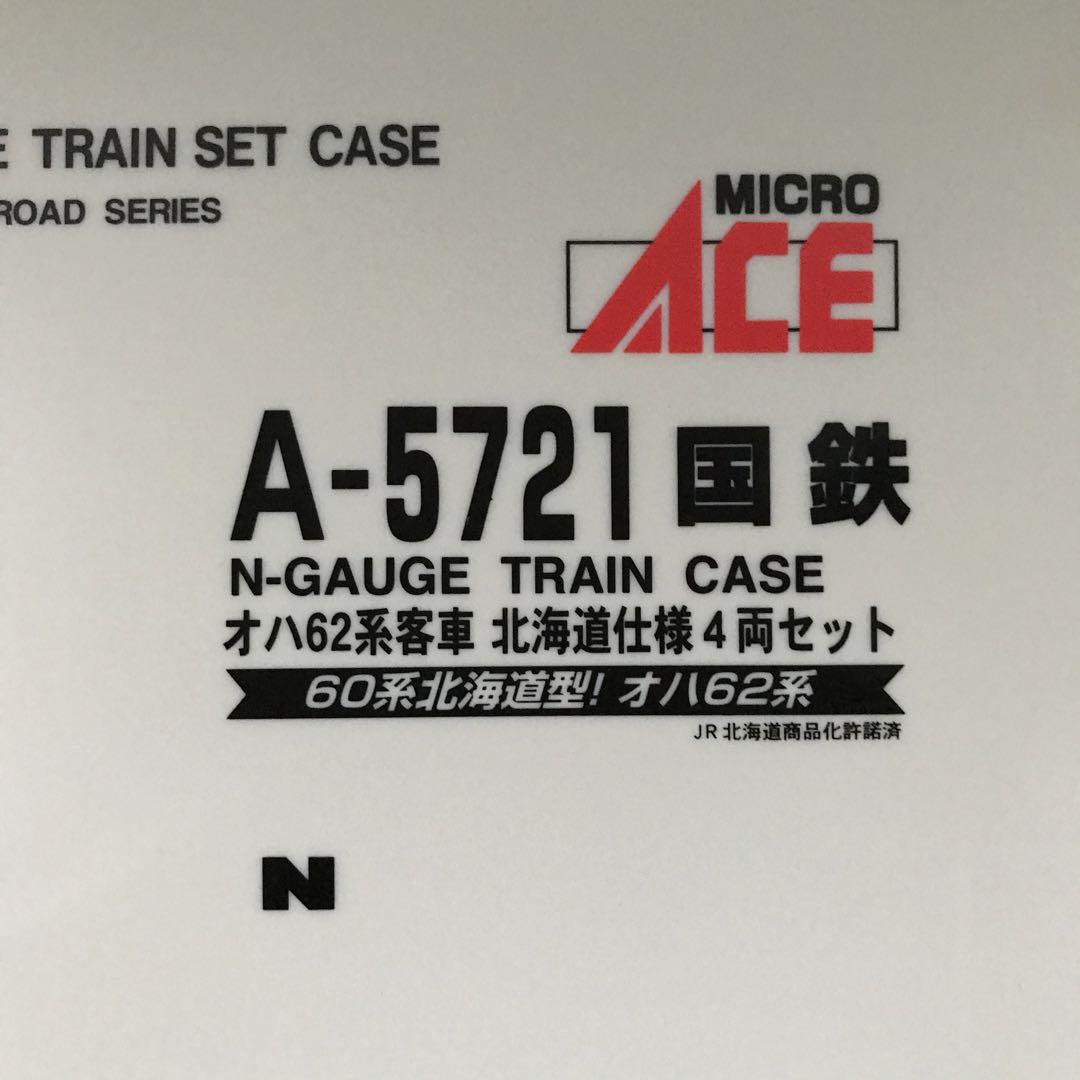 E TRAIN SET CASE
ROAD SERIES
MICRO
ACE
A-5721 国鉄
N-GAUGE TRAIN CASE
オハ62系客車 北海道仕様4両セット
60系北海道型! オハ62系
JR北海道商品化許諾済
N